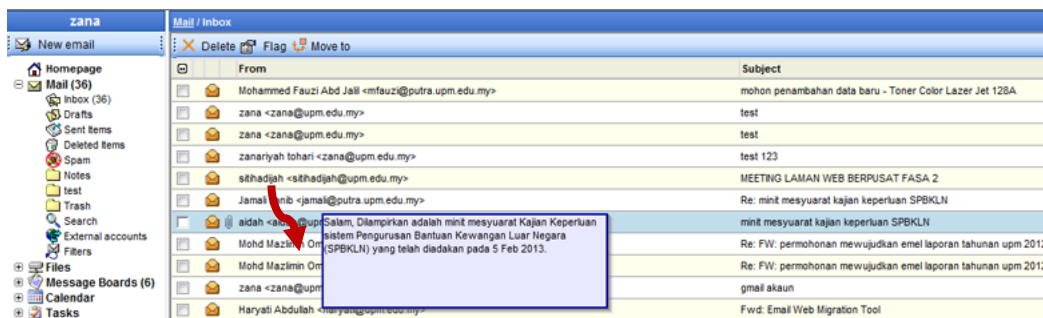 zana
Mail / Inbox
New email
Delete Flag Move to
Homepage
Mail (36)
Inbox (36)
Drafts
Sent Items
Deleted Items
Spam
Notes
test
Trash
Search
External accounts
Filters
Files
Message Boards (6)
Calendar
Tasks
From Subject
Mohammed Fauzi Abd Jalil <mfauzi@putra.upm.edu.my> mohon penambahan data baru - Toner Color Lazer Jet 128A
zana <zana@upm.edu.my> test
zana <zana@upm.edu.my> test
zanariyah tohari <zana@upm.edu.my> test 123
sitihadijah <sitihadijah@upm.edu.my> MEETING LAMAN WEB BERPUSAT FASA 2
Jamali <jamali@putra.upm.edu.my> Re: minit mesyuarat kajian keperluan SPBKLN
aidah minit mesyuarat kajian keperluan SPBKLN
Mohd Mazlimin Om Re: FW: permohonan mewujudkan emel laporan tahunan upm 2012
Mohd Mazlimin Om Re: FW: permohonan mewujudkan emel laporan tahunan upm 2012
zana <zana@upm gmail akaun
Haryati Abdullah <haryati@upm.edu.my> Fwd: Email Web Migration Tool
Salam, Dilampirkan adalah minit mesyuarat Kajian Keperluan
sistem Pengurusan Bantuan Kewangan Luar Negara
(SPBKLN) yang telah diadakan pada 5 Feb 2013.